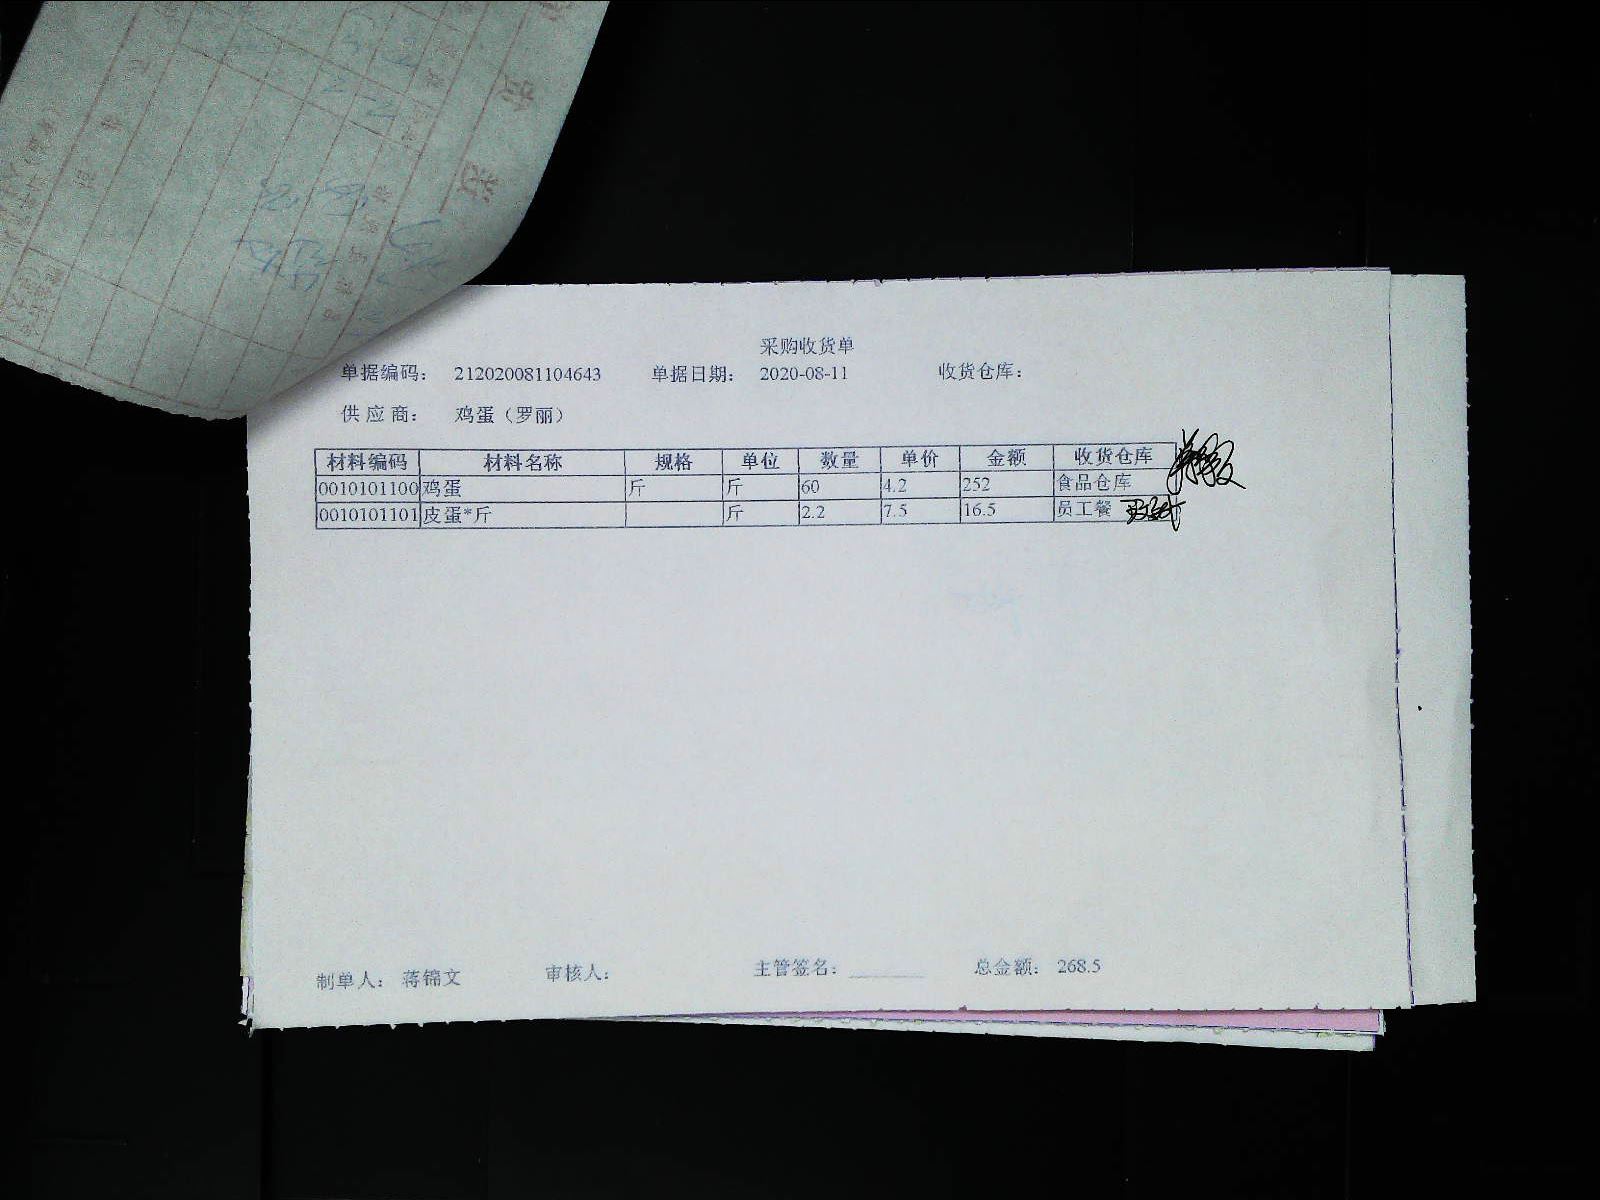 采购收货单
单据编码： 212020081104643 单据日期： 2020-08-11 收货仓库：
供应商： 鸡蛋（罗丽）
材料编码 材料名称 规格 单位 数量 单价 金额 收货仓库
0010101100 鸡蛋 斤 斤 60 4.2 252 食品仓库
0010101101 皮蛋*斤 斤 2.2 7.5 16.5 员工餐
制单人： 蒋锦文 审核人： 主管签名： 总金额： 268.5